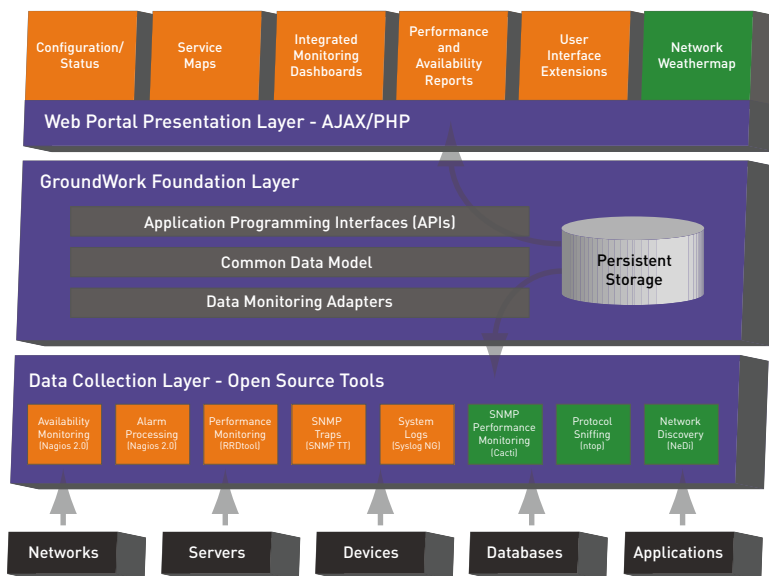 Configuration/
Status
Service
Maps
Integrated
Monitoring
Dashboards
Performance
and
Availability
Reports
User
Interface
Extensions
Network
Weathermap
Web Portal Presentation Layer - AJAX/PHP
GroundWork Foundation Layer
Application Programming Interfaces (APIs)
Common Data Model
Data Monitoring Adapters
Persistent
Storage
Data Collection Layer - Open Source Tools
Availability
Monitoring
(Nagios 2.0)
Alarm
Processing
(Nagios 2.0)
Performance
Monitoring
(RRDtool)
SNMP
Traps
(SNMP TT)
System
Logs
(Syslog NG)
SNMP
Performance
Monitoring
(Cacti)
Protocol
Sniffing
(ntop)
Network
Discovery
(NeDi)
Networks
Servers
Devices
Databases
Applications